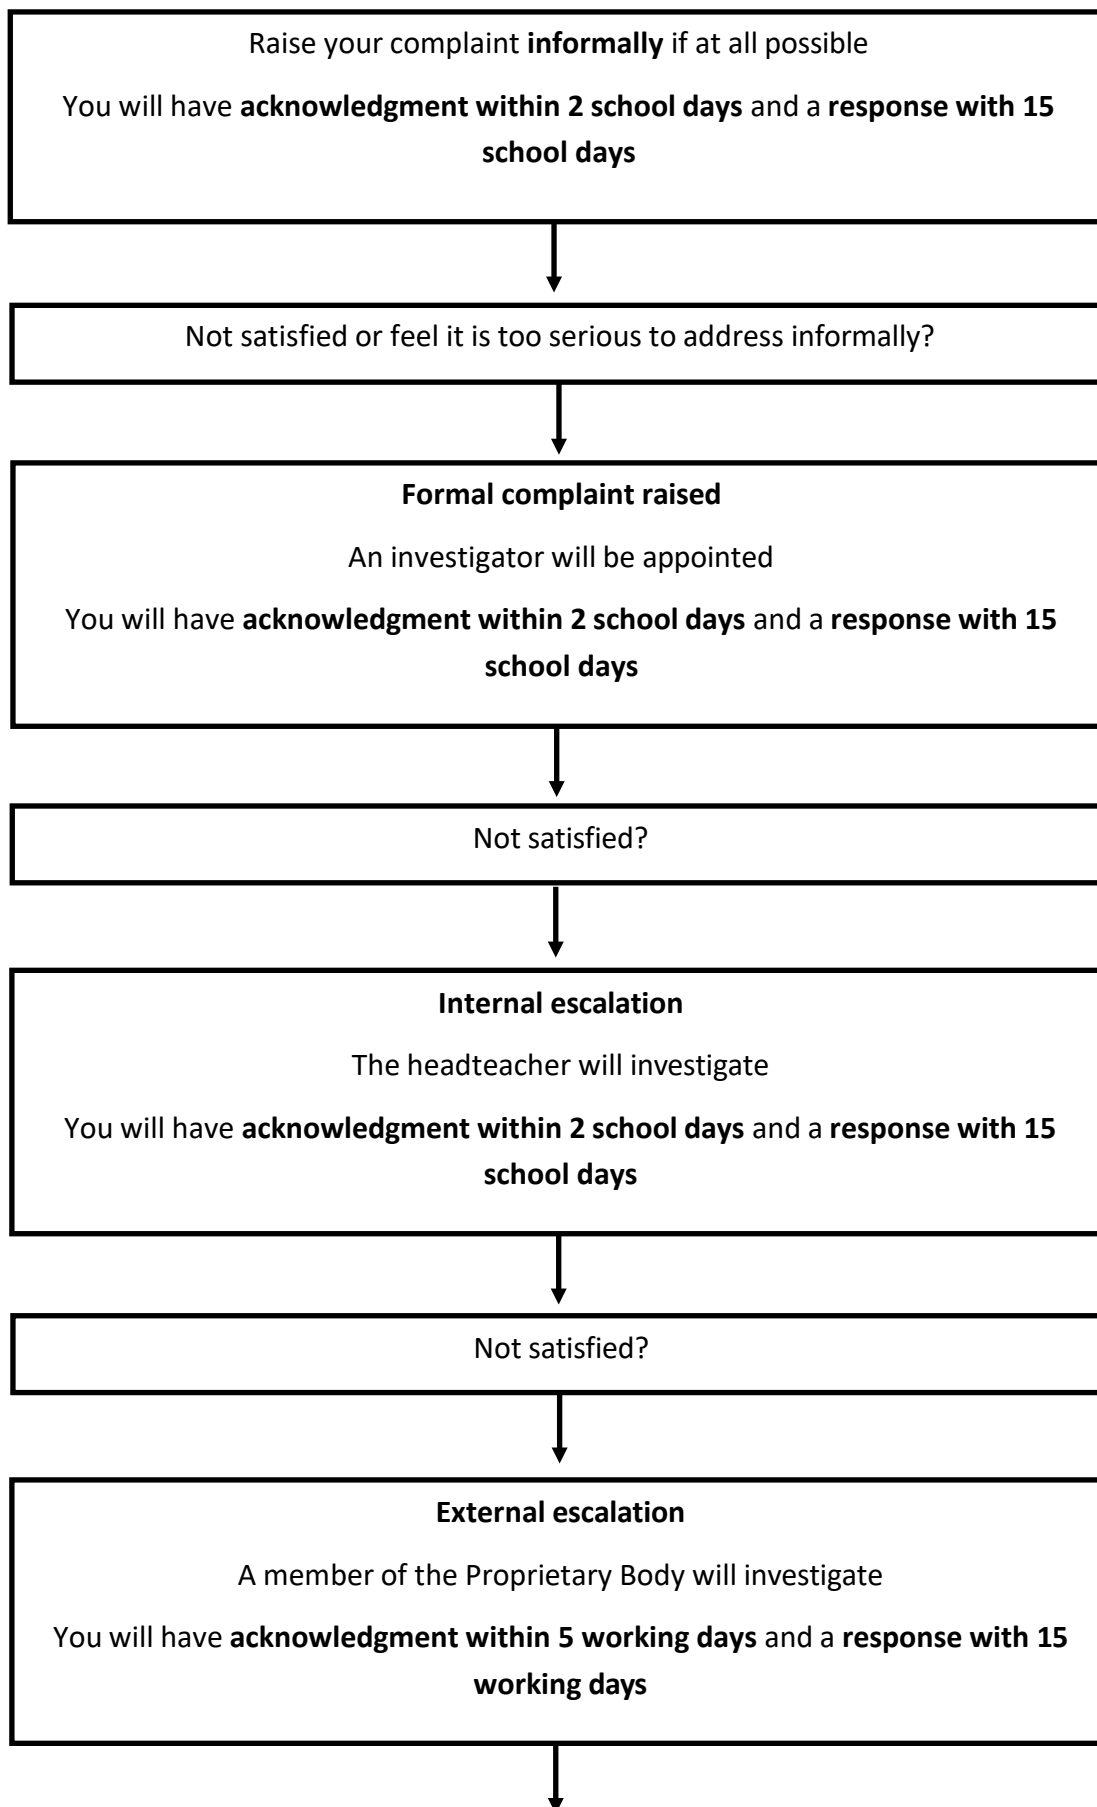 Raise your complaint informally if at all possible
You will have acknowledgment within 2 school days and a response with 15
school days
Not satisfied or feel it is too serious to address informally?
Formal complaint raised
An investigator will be appointed
You will have acknowledgment within 2 school days and a response with 15
school days
Not satisfied?
Internal escalation
The headteacher will investigate
You will have acknowledgment within 2 school days and a response with 15
school days
Not satisfied?
External escalation
A member of the Proprietary Body will investigate
You will have acknowledgment within 5 working days and a response with 15
working days